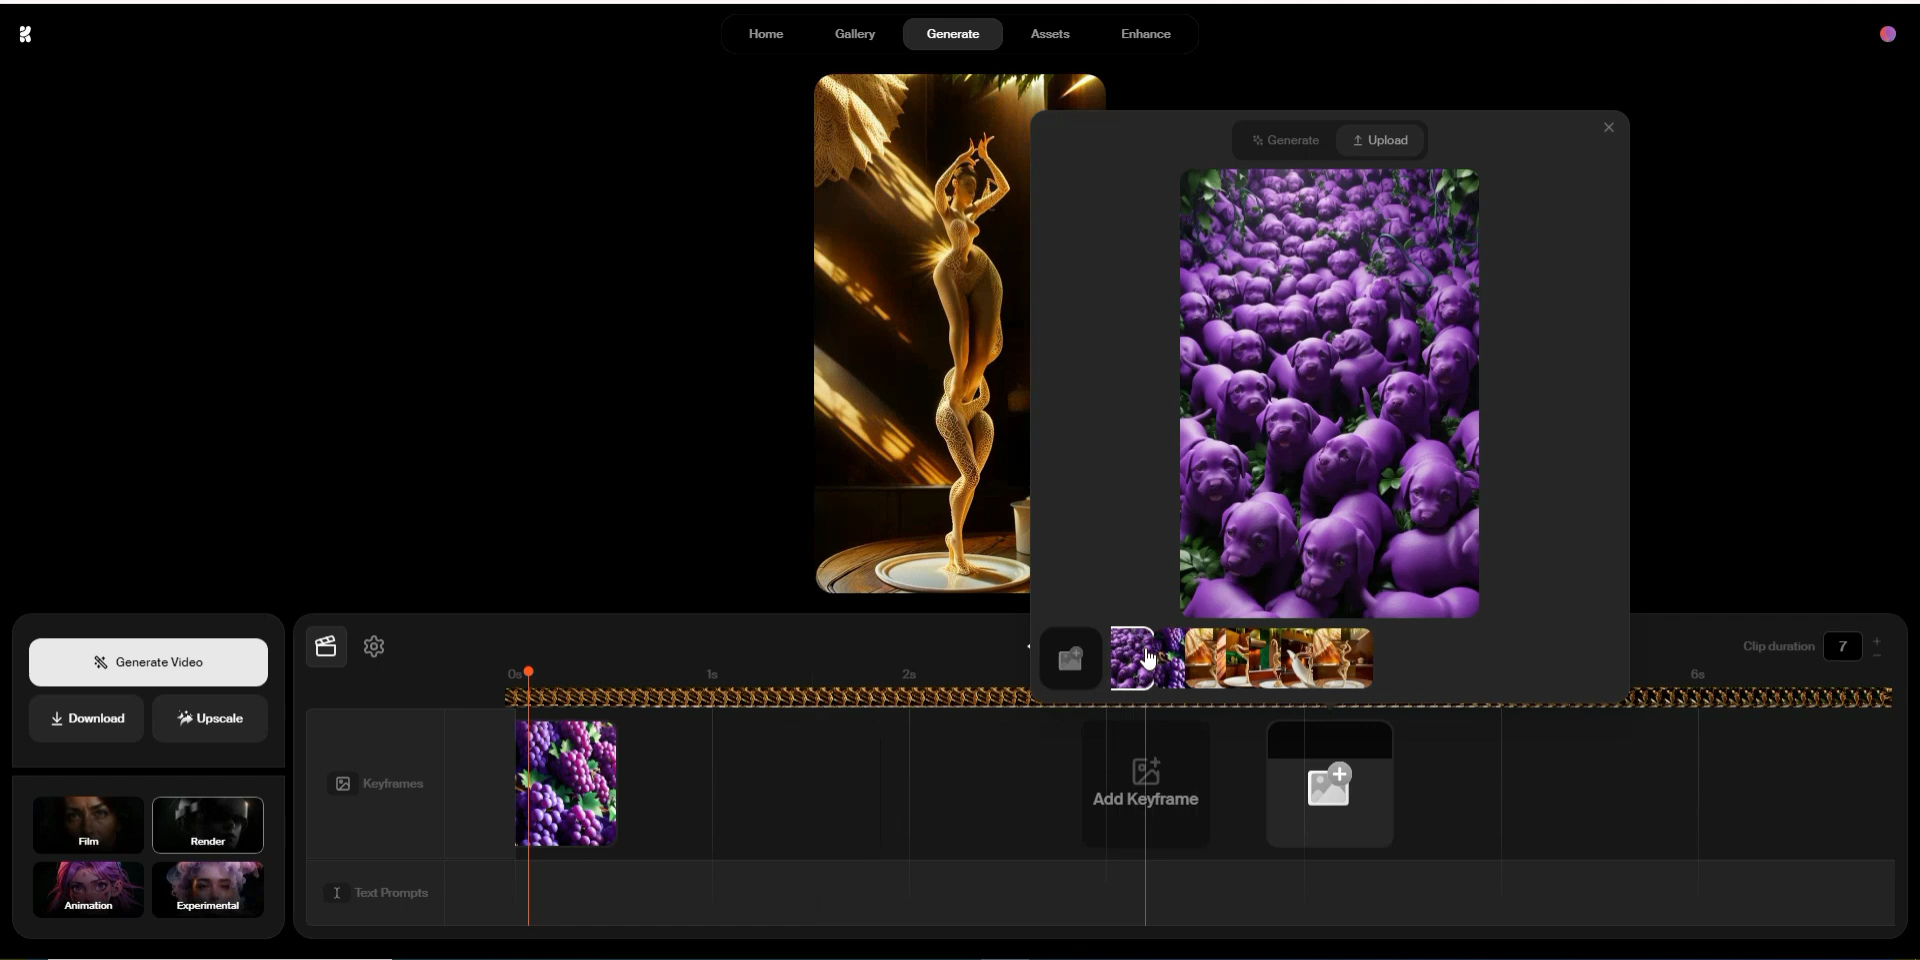 Home
Gallery
Generate
Assets
Enhance
Generate
Upload
Generate Video
Download
Upscale
Film
Render
Animation
Experimental
Clip duration
7
0s
1s
2s
6s
Keyframes
Add Keyframe
Text Prompts